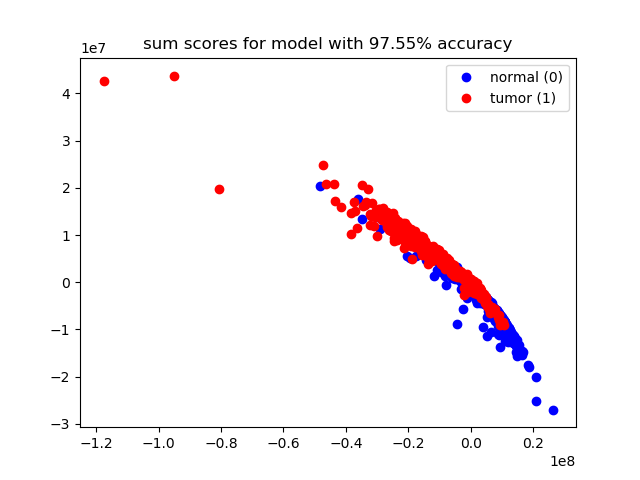 sum scores for model with 97.55% accuracy
1e7
normal (0)
tumor (1)
4
3
2
1
0
−1
−2
−3
−1.2 −1.0 −0.8 −0.6 −0.4 −0.2 0.0 0.2
1e8